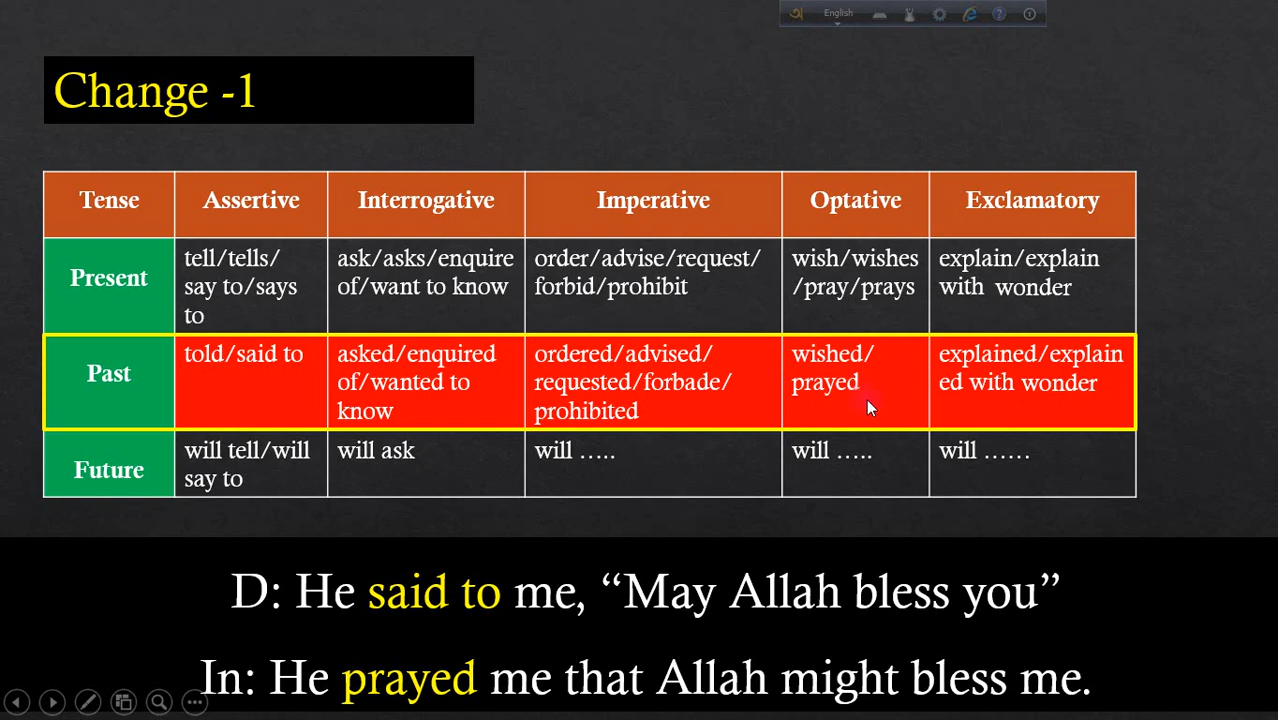 English
Change -1
Tense Assertive Interrogative Imperative Optative Exclamatory
Present
tell/tells/
say to/says
to
ask/asks/enquire
of/want to know
order/advise/request/
forbid/prohibit
wish/wishes
/pray/prays
explain/explain
with wonder
Past
told/said to
asked/enquired
of/wanted to
know
ordered/advised/
requested/forbade/
prohibited
wished/
prayed
explained/explain
ed with wonder
Future
will tell/will
say to
will ask
will …..
will …..
will ……
D: He said to me, “May Allah bless you”
In: He prayed me that Allah might bless me.